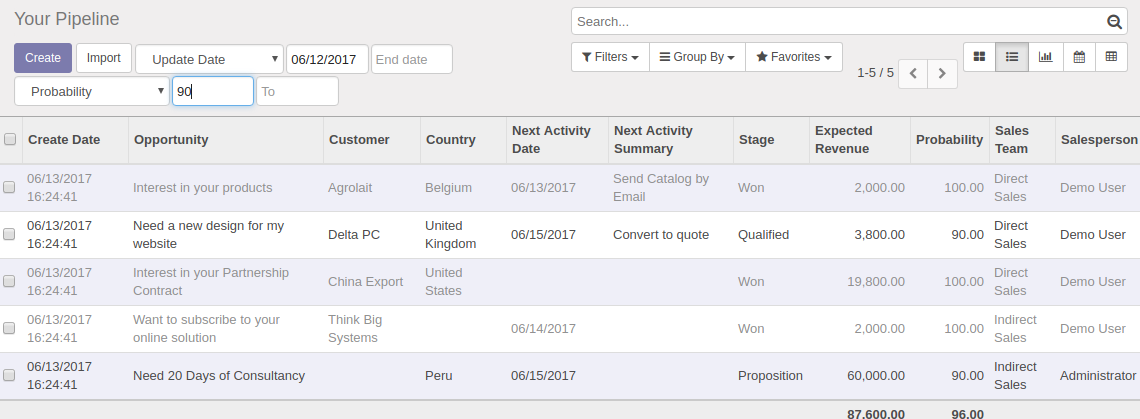 Your Pipeline
Search...
Create Import Update Date 06/12/2017 End date
Filters Group By Favorites 1-5 / 5
Probability 90 To
Create Date Opportunity Customer Country Next Activity Date Next Activity Summary Stage Expected Revenue Probability Sales Team Salesperson
06/13/2017 16:24:41 Interest in your products Agrolait Belgium 06/13/2017 Send Catalog by Email Won 2,000.00 100.00 Direct Sales Demo User
06/13/2017 16:24:41 Need a new design for my website Delta PC United Kingdom 06/15/2017 Convert to quote Qualified 3,800.00 90.00 Direct Sales Demo User
06/13/2017 16:24:41 Interest in your Partnership Contract China Export United States Won 19,800.00 100.00 Direct Sales Demo User
06/13/2017 16:24:41 Want to subscribe to your online solution Think Big Systems 06/14/2017 Won 2,000.00 100.00 Indirect Sales Demo User
06/13/2017 16:24:41 Need 20 Days of Consultancy Peru 06/15/2017 Proposition 60,000.00 90.00 Indirect Sales Administrator
87,600.00 96.00